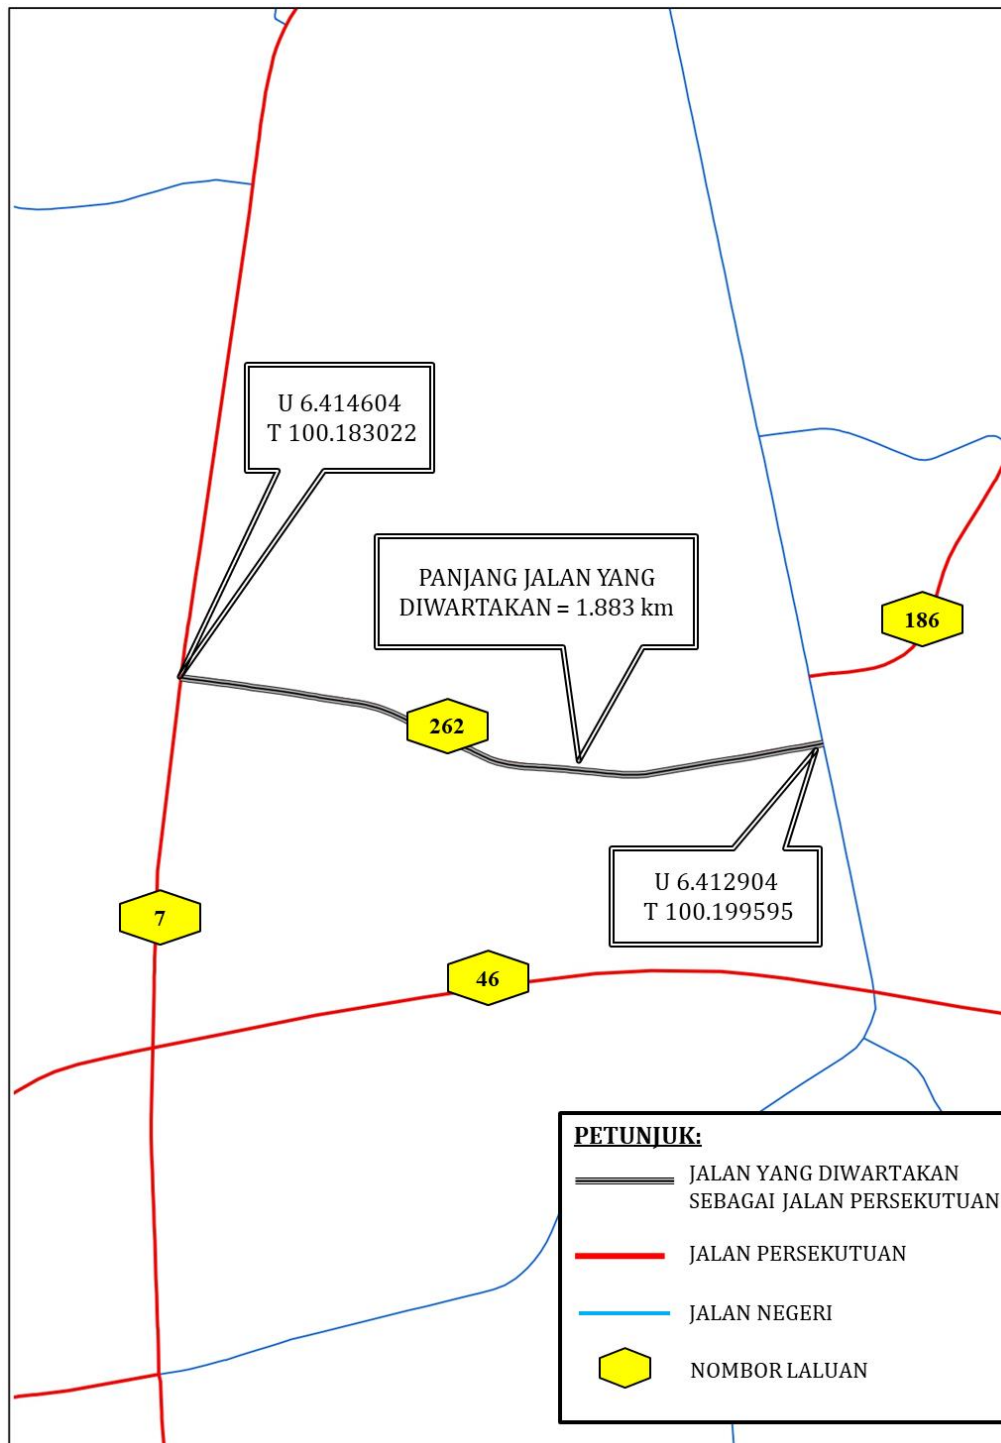 U 6.414604
T 100.183022
PANJANG JALAN YANG
DIWARTAKAN = 1.883 km
186
262
U 6.412904
T 100.199595
7
46
PETUNJUK:
JALAN YANG DIWARTAKAN
SEBAGAI JALAN PERSEKUTUAN
JALAN PERSEKUTUAN
JALAN NEGERI
NOMBOR LALUAN